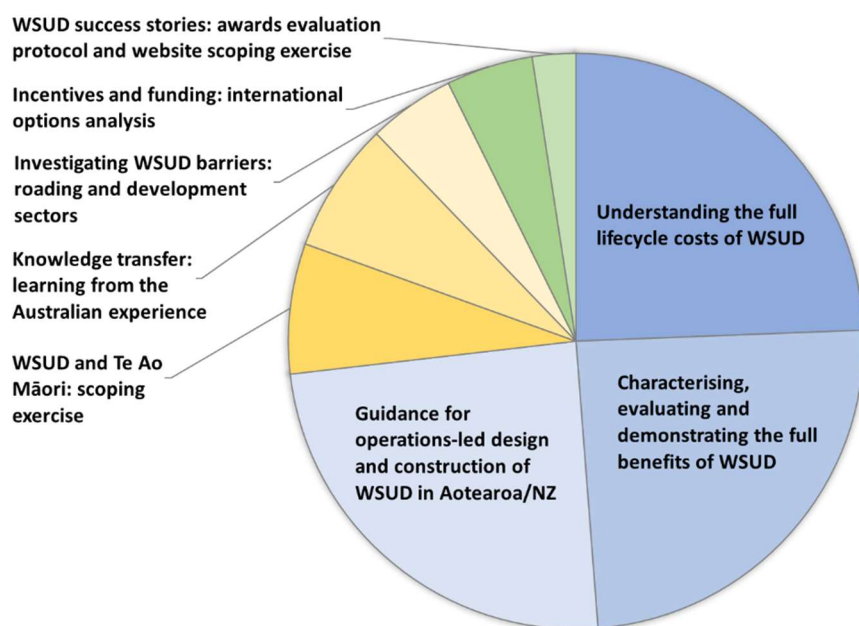 WSUD success stories: awards evaluation
protocol and website scoping exercise
Incentives and funding: international
options analysis
Investigating WSUD barriers:
roading and development
sectors
Knowledge transfer:
learning from the
Australian experience
WSUD and Te Ao
Māori: scoping
exercise
Understanding the full
lifecycle costs of WSUD
Characterising,
evaluating and
demonstrating the full
benefits of WSUD
Guidance for
operations-led design
and construction of
WSUD in Aotearoa/NZ